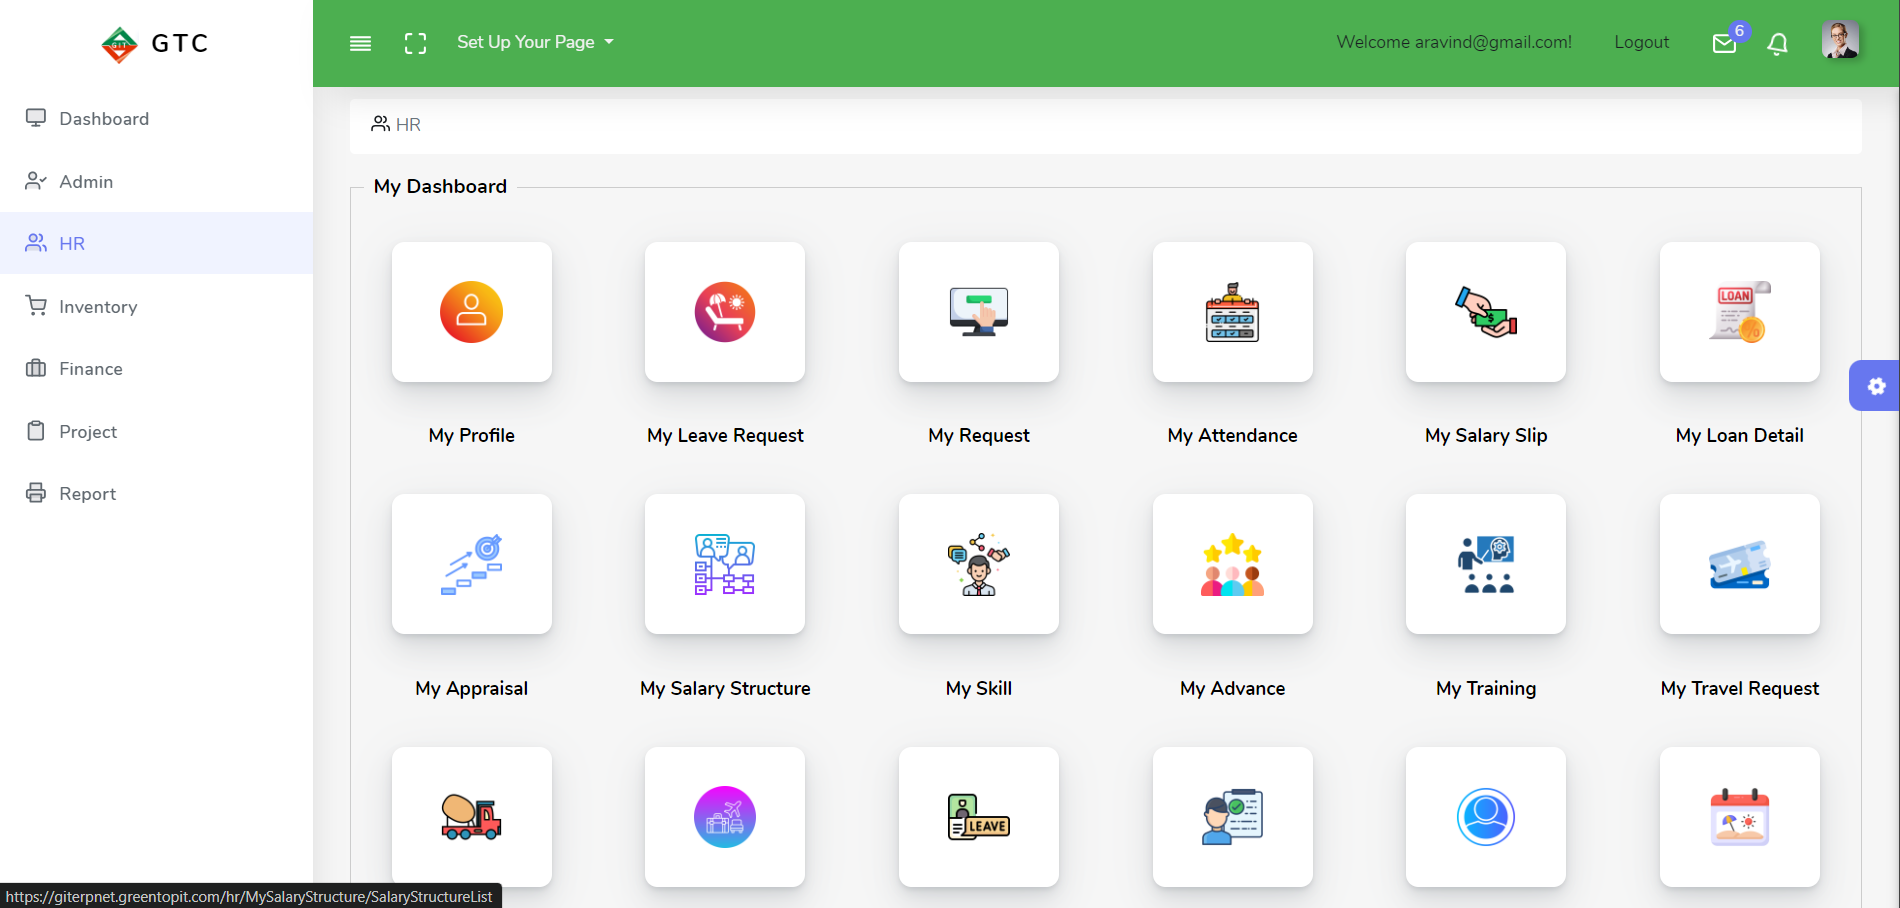 GIT
GTC
Set Up Your Page
Welcome aravind@gmail.com!
Logout
6
Dashboard
Admin
HR
Inventory
Finance
Project
Report
HR
My Dashboard
LOAN
%
$
My Profile
My Leave Request
My Request
My Attendance
My Salary Slip
My Loan Detail
My Appraisal
My Salary Structure
My Skill
My Advance
My Training
My Travel Request
LEAVE
https://giterpnet.greentopit.com/hr/MySalaryStructure/SalaryStructureList